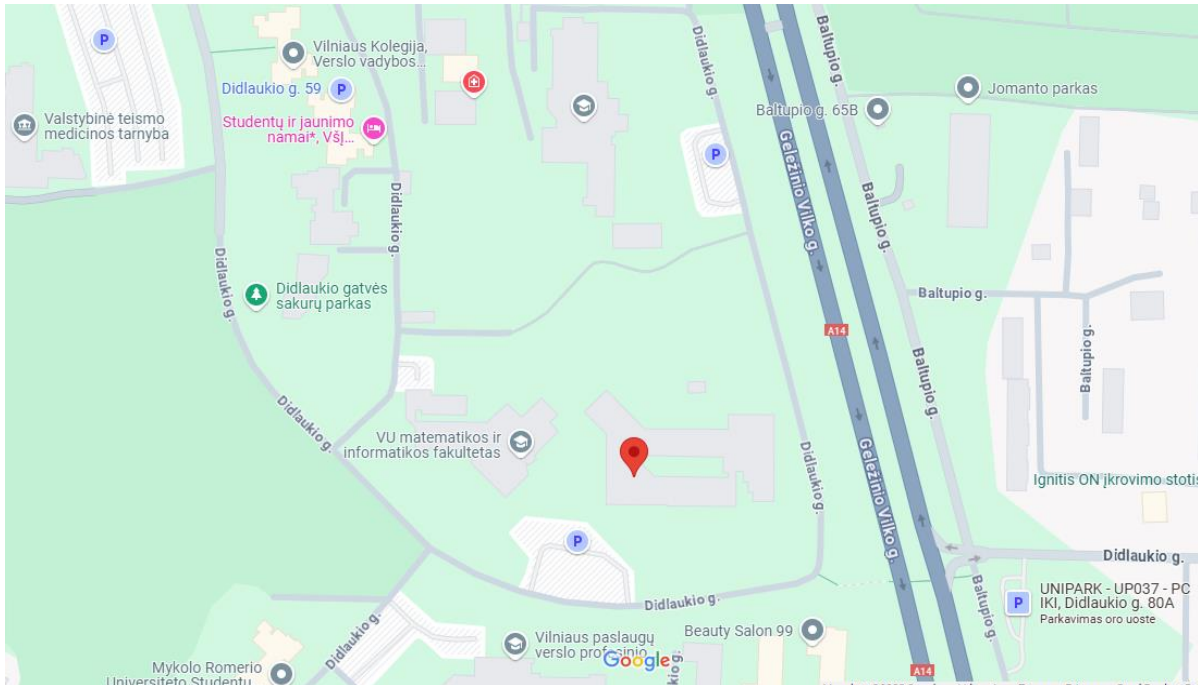 P
Vilniaus Kolegija,
Verslo vadybos...
Didlaukio g.
Didlaukio g. 59
P
Valstybinė teismo
medicinos tarnyba
Studentų ir jaunimo
namai*, VšĮ...
P
Baltupio g.
Jomanto parkas
Baltupio g. 65B
Geležinio Vilko g.
Didlaukio g.
Baltupio g.
Didlaukio g.
Didlaukio gatvės
sakurų parkas
Baltupio g.
A14
Baltupio g.
Baltupio g.
Didlaukio g.
VU matematikos ir
informatikos fakultetas
Didlaukio g.
Geležinio Vilko g.
Ignitis ON įkrovimo stotis
P
Didlaukio g.
Didlaukio g.
Baltupio g.
P
UNIPARK - UP037 - PC
IKI, Didlaukio g. 80A
Parkavimas oro uoste
Didlaukio g.
Vilniaus paslaugų
verslo
Beauty Salon 99
Google
g.
A14
Mykolo Romerio
Universiteto Studentų